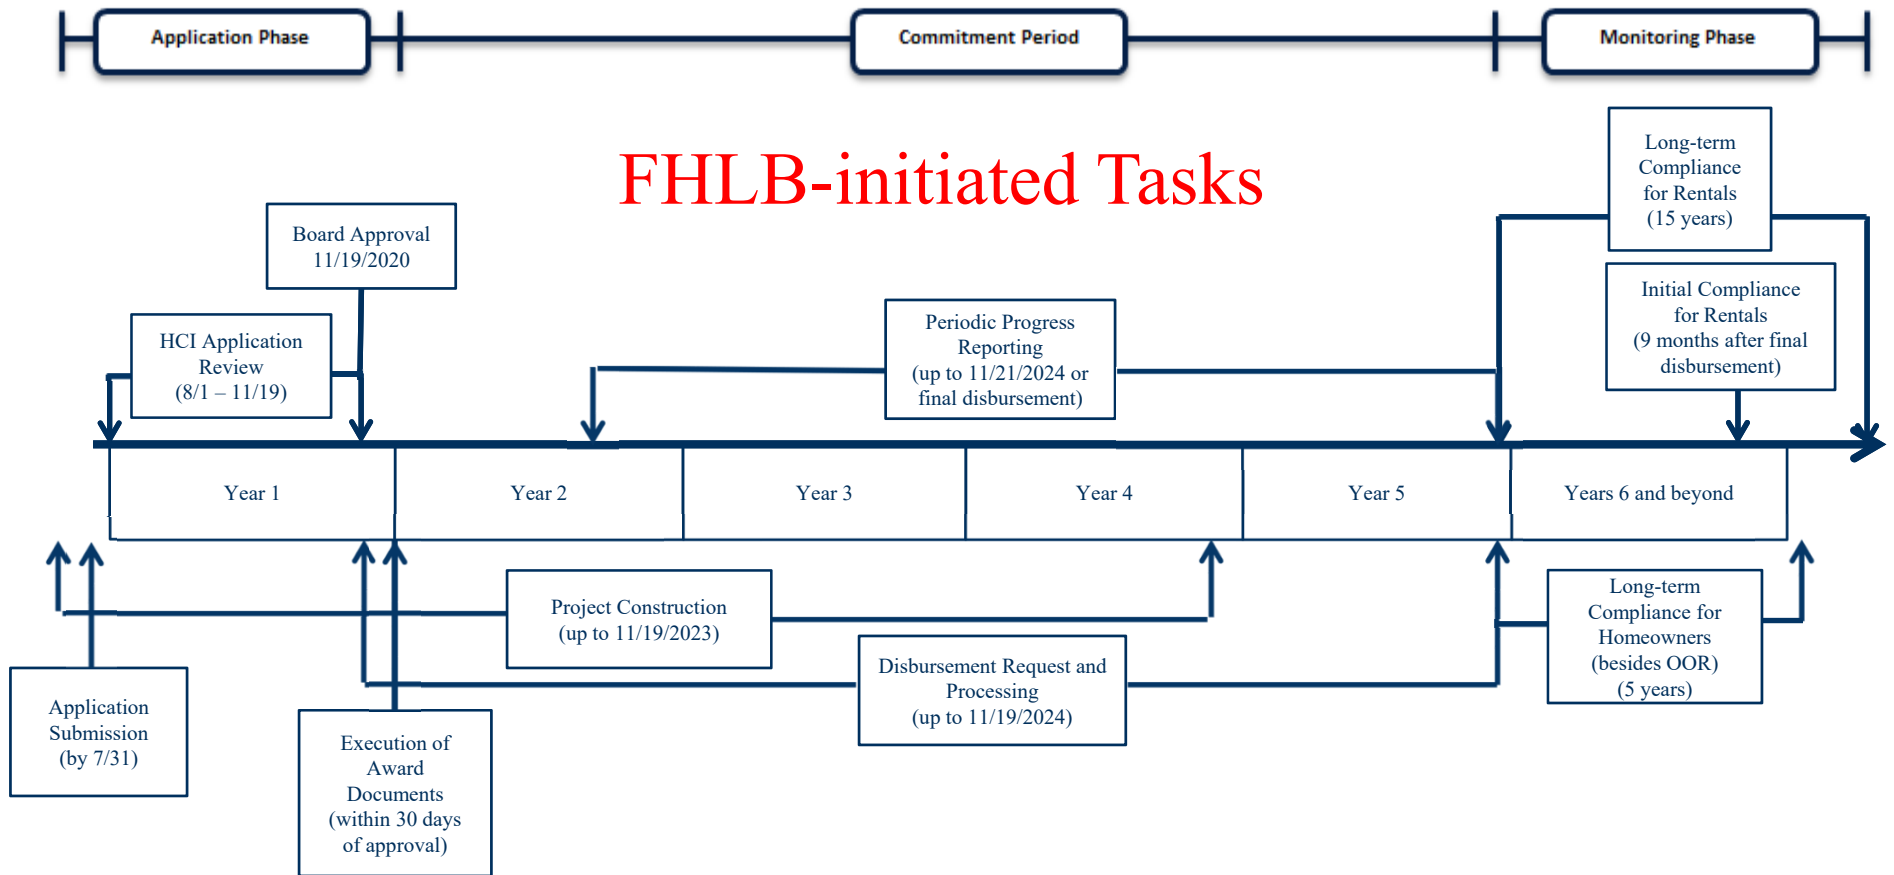 Application Phase
Commitment Period
Monitoring Phase
FHLB-initiated Tasks
Long-term
Compliance
for Rentals
(15 years)
Board Approval
11/19/2020
Initial Compliance
for Rentals
(9 months after final
disbursement)
Periodic Progress
Reporting
(up to 11/21/2024 or
final disbursement)
HCI Application
Review
(8/1 – 11/19)
Year 1
Year 2
Year 3
Year 4
Year 5
Years 6 and beyond
Project Construction
(up to 11/19/2023)
Long-term
Compliance for
Homeowners
(besides OOR)
(5 years)
Disbursement Request and
Processing
(up to 11/19/2024)
Application
Submission
(by 7/31)
Execution of
Award
Documents
(within 30 days
of approval)